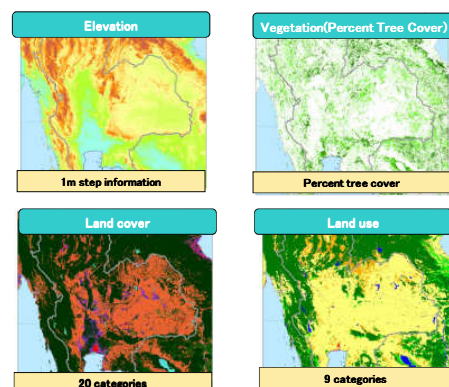 Elevation
Vegetation(Percent Tree Cover)
1m step information
Percent tree cover
Land cover
Land use
20 categories
9 categories